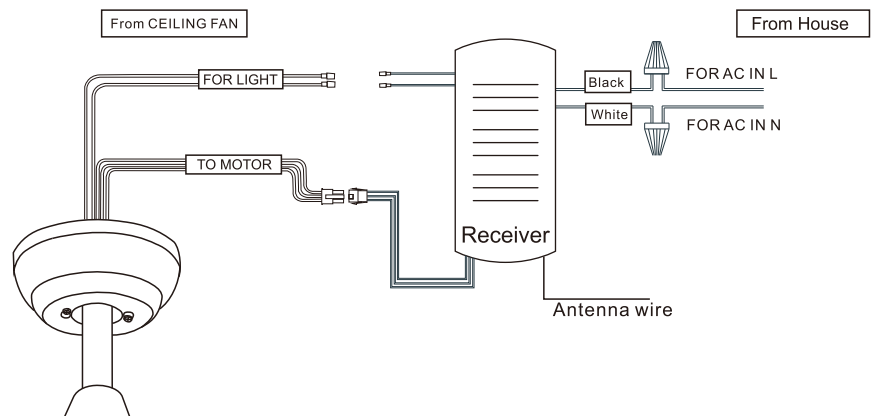 From CEILING FAN
From House
FOR LIGHT
Black
FOR AC IN L
White
FOR AC IN N
TO MOTOR
Receiver
Antenna wire